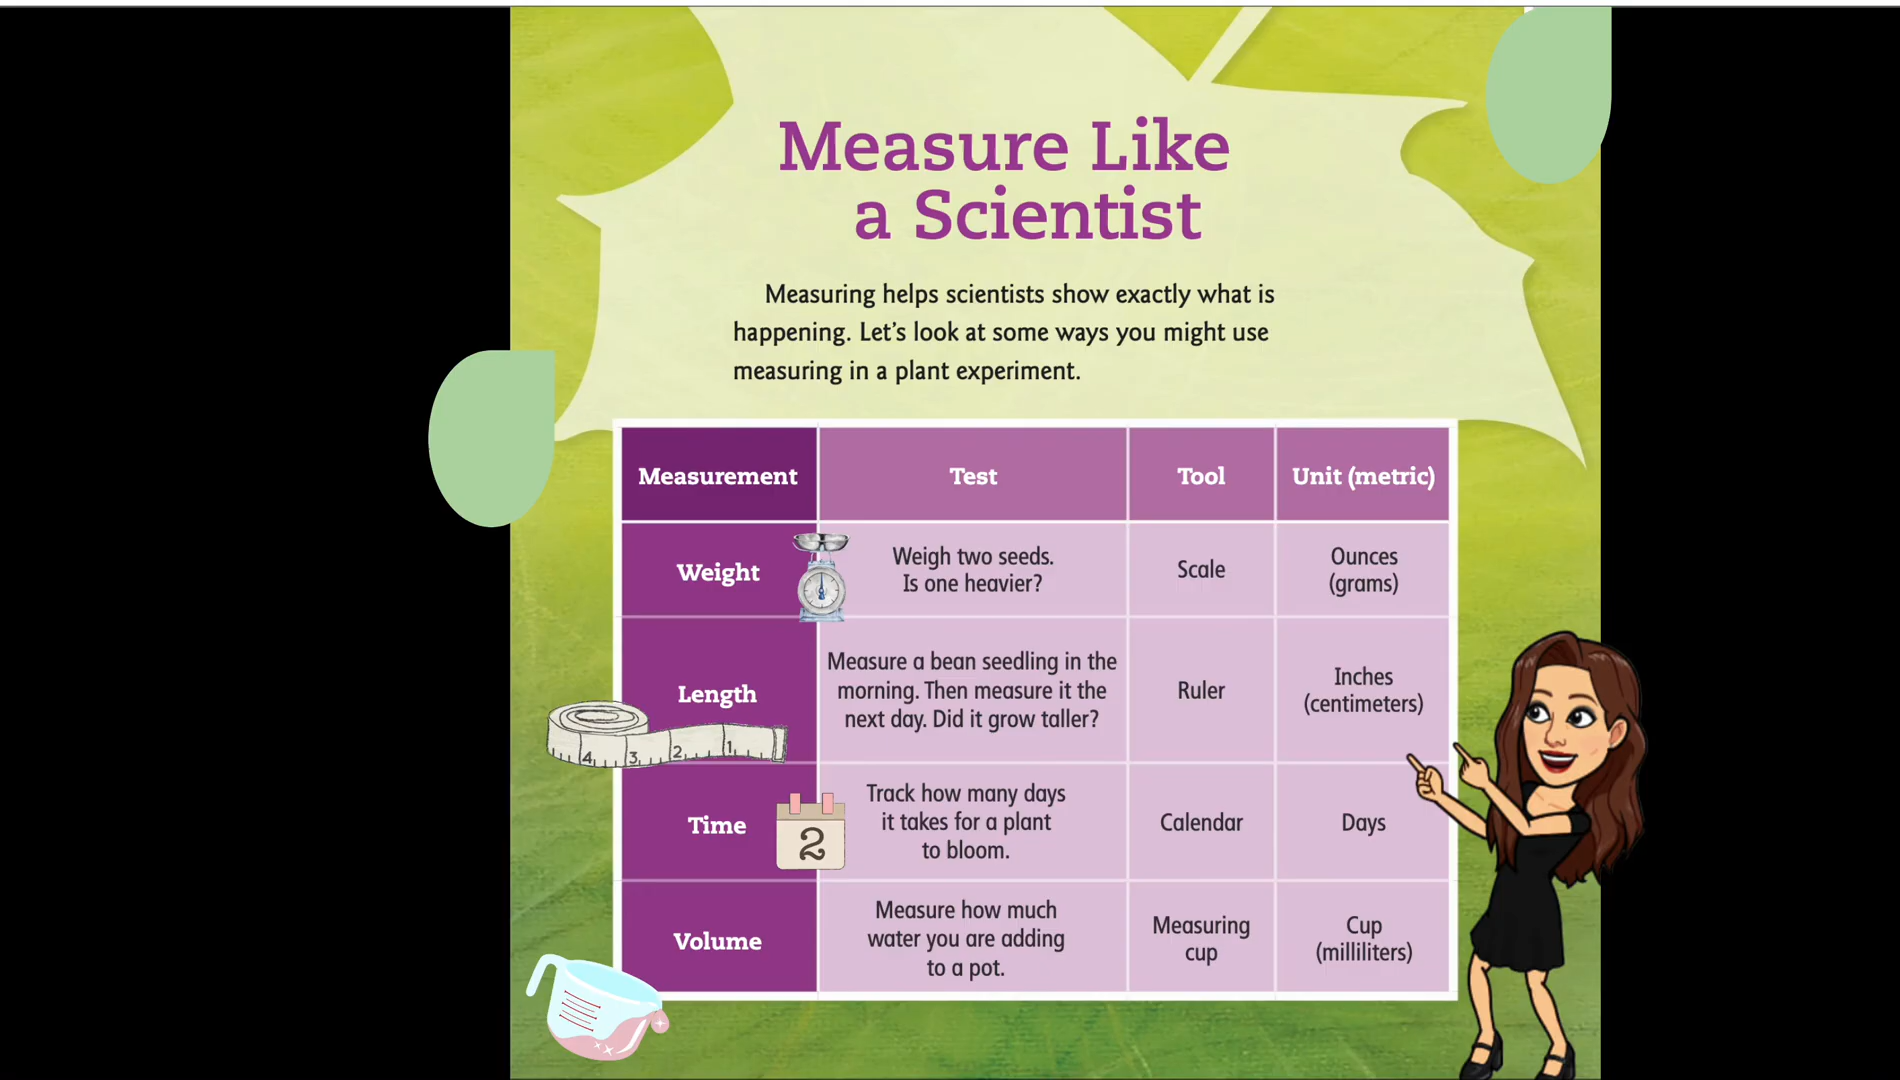 Measure Like
a Scientist
Measuring helps scientists show exactly what is
happening. Let’s look at some ways you might use
measuring in a plant experiment.
Measurement
Test
Tool
Unit (metric)
Weight
Weigh two seeds.
Is one heavier?
Scale
Ounces
(grams)
Length
Measure a bean seedling in the
morning. Then measure it the
next day. Did it grow taller?
Ruler
Inches
(centimeters)
4 3 2 1
Time
2
Track how many days
it takes for a plant
to bloom.
Calendar
Days
Volume
Measure how much
water you are adding
to a pot.
Measuring
cup
Cup
(milliliters)